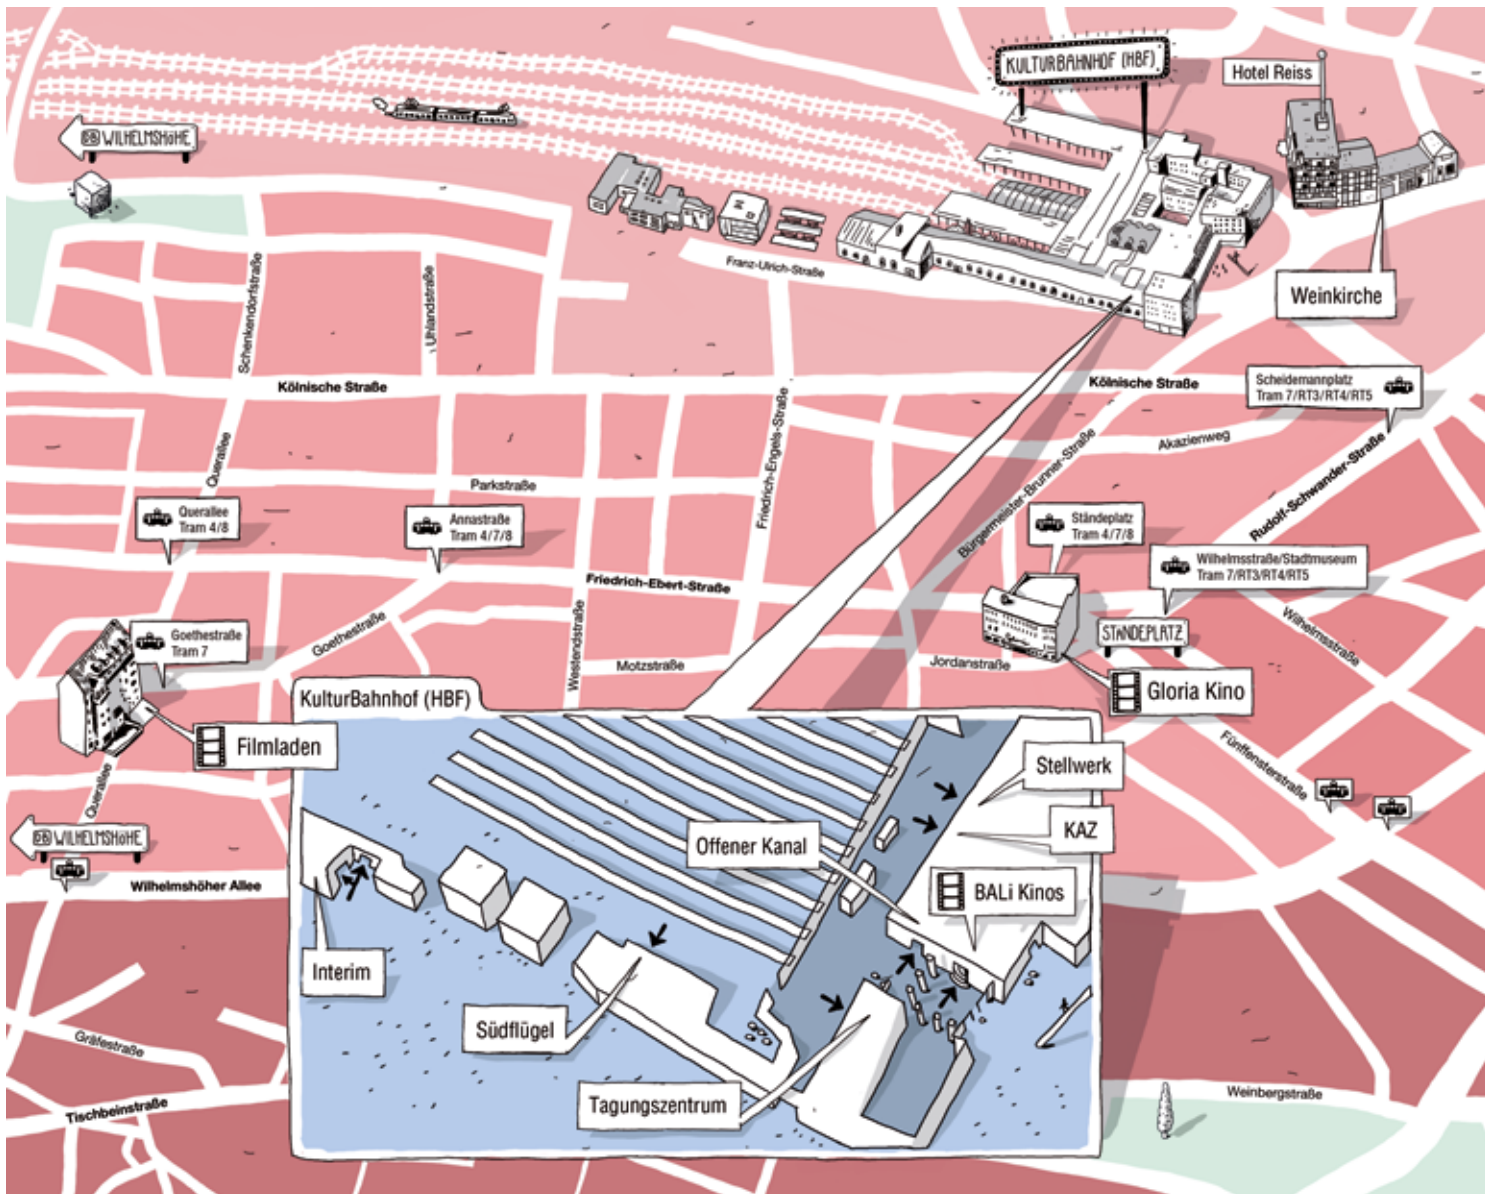 KULTURBAHNHOF (HBF)
Hotel Reiss
DB WILHELMSHÖHE
Weinkirche
Franz-Ulrich-Straße
Schenkendorfstraße
Uhlandstraße
Kölnische Straße
Kölnische Straße
Scheidemannplatz
Tram 7/RT3/RT4/RT5
Akazienweg
Friedrich-Engels-Straße
Bürgermeister-Brunner-Straße
Rudolf-Schwander-Straße
Querallee
Parkstraße
Querallee
Tram 4/8
Annastraße
Tram 4/7/8
Ständeplatz
Tram 4/7/8
Wilhelmsstraße/Stadtmuseum
Tram 7/RT3/RT4/RT5
Friedrich-Ebert-Straße
Wilhelmsstraße
Goethestraße
Tram 7
Goethestraße
Westendstraße
Motzstraße
Jordanstraße
STÄNDEPLATZ
Gloria Kino
KulturBahnhof (HBF)
Filmladen
Fünffensterstraße
Querallee
Stellwerk
KAZ
Offener Kanal
DB WILHELMSHÖHE
BALi Kinos
Wilhelmshöher Allee
Interim
Südflügel
Gräfestraße
Tagungszentrum
Weinbergstraße
Tischbeinstraße